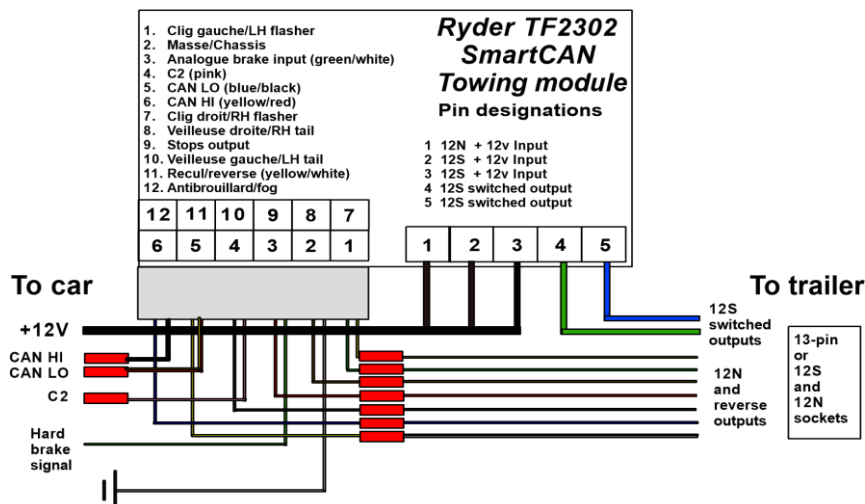 1. Clig gauche/LH flasher
2. Masse/Chassis
3. Analogue brake input (green/white)
4. C2 (pink)
5. CAN LO (blue/black)
6. CAN HI (yellow/red)
7. Clig droit/RH flasher
8. Veilleuse droite/RH tail
9. Stops output
10. Veilleuse gauche/LH tail
11. Recul/reverse (yellow/white)
12. Antibrouillard/fog
Ryder TF2302
SmartCAN
Towing module
Pin designations
1 12N + 12v Input
2 12S + 12v Input
3 12S + 12v Input
4 12S switched output
5 12S switched output
12 11 10 9 8 7
6 5 4 3 2 1
1 2 3 4 5
To car
+12V
CAN HI
CAN LO
C2
Hard
brake
signal
To trailer
12S
switched
outputs
12N
and
reverse
outputs
13-pin
or
12S
and
12N
sockets